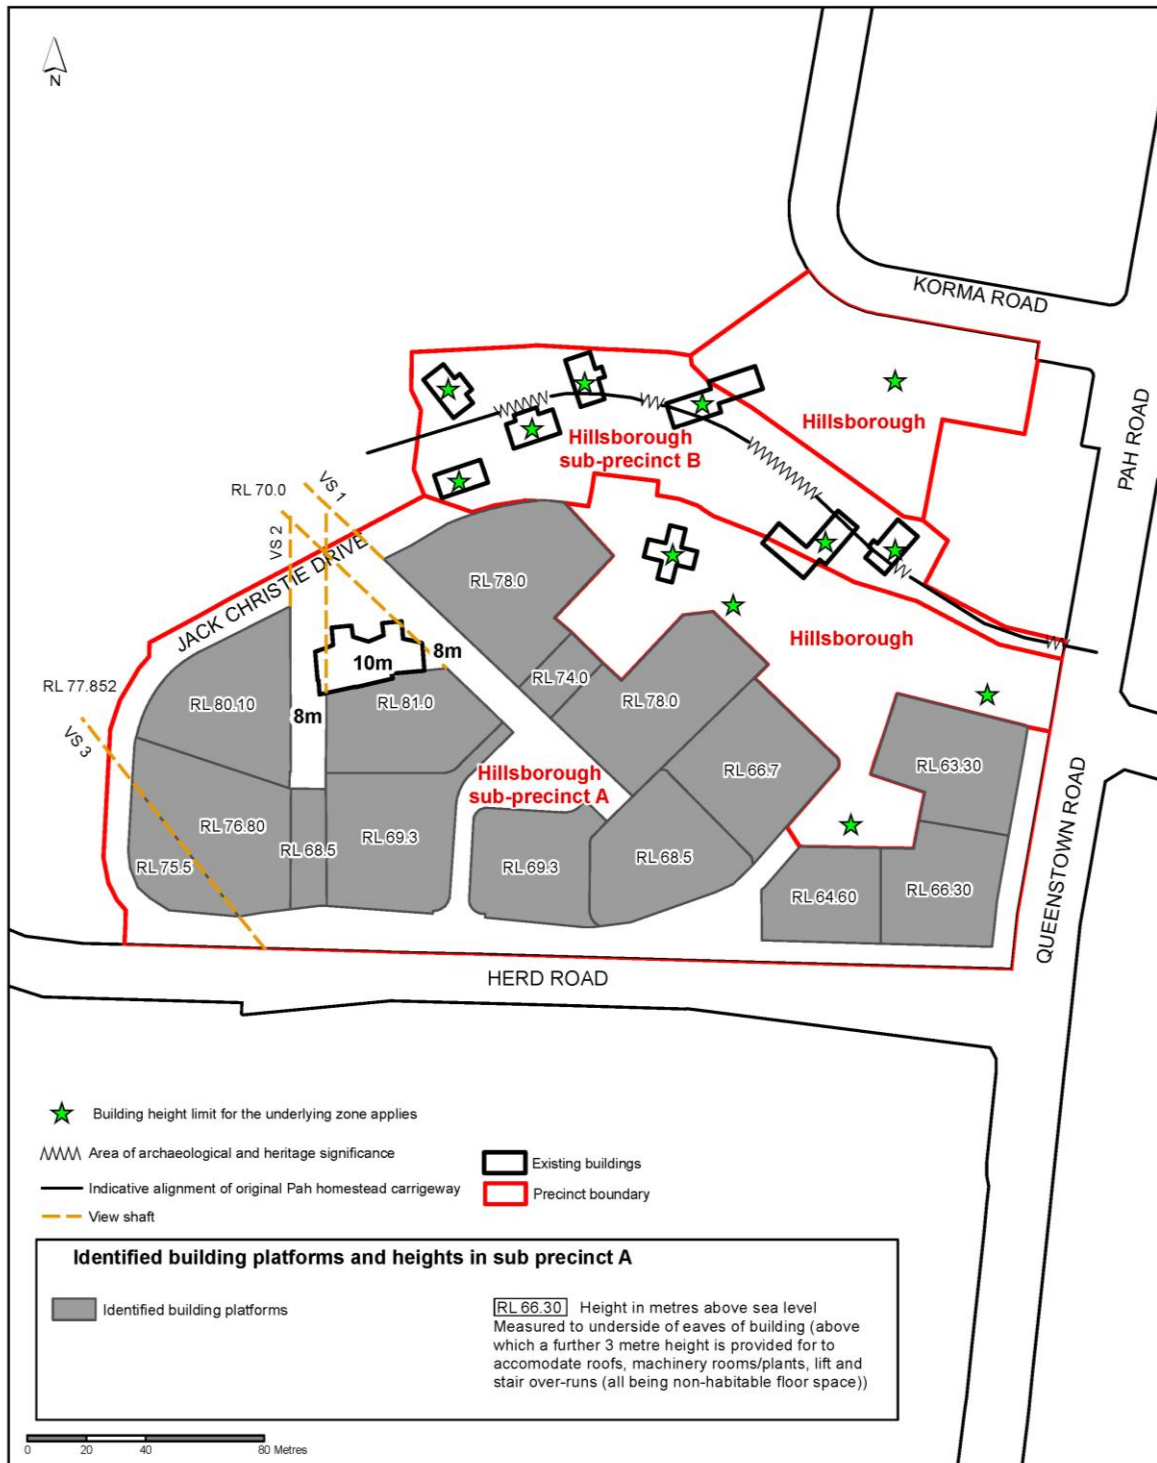 N
KORMA ROAD
PAH ROAD
Hillsborough
Hillsborough
sub-precinct B
VS 1
RL 70.0
VS 2
JACK CHRISTIE DRIVE
RL 78.0
Hillsborough
10m
8m
RL 74.0
RL 77.852
RL 80.10
RL 81.0
RL 78.0
8m
VS 3
RL 63.30
Hillsborough
sub-precinct A
RL 66.7
RL 76.80
RL 68.5
RL 69.3
RL 75.5
RL 69.3
RL 68.5
RL 64.60
RL 66.30
QUEENSTOWN ROAD
HERD ROAD
Building height limit for the underlying zone applies
Area of archaeological and heritage significance
Indicative alignment of original Pah homestead carrigeway
View shaft
Existing buildings
Precinct boundary
Identified building platforms and heights in sub precinct A
Identified building platforms
RL 66.30 Height in metres above sea level
Measured to underside of eaves of building (above
which a further 3 metre height is provided for to
accomodate roofs, machinery rooms/plants, lift and
stair over-runs (all being non-habitable floor space))
0 20 40 80 Metres